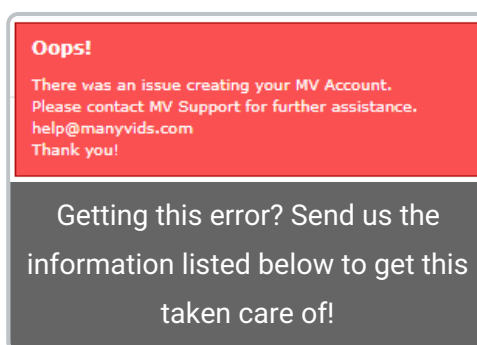 Oops!
There was an issue creating your MV Account.
Please contact MV Support for further assistance.
help@manyvids.com
Thank you!
Getting this error? Send us the
information listed below to get this
taken care of!